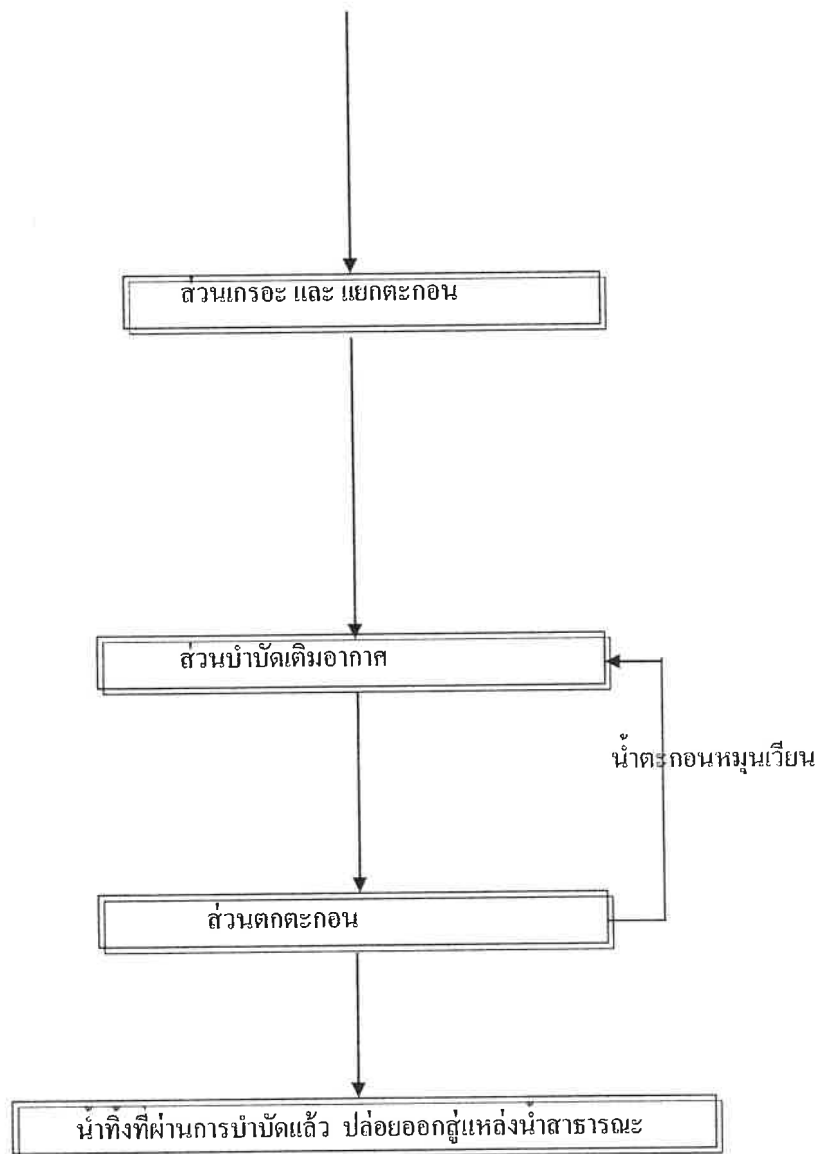 ส่วนเกรอะ และ แยกตะกอน
ส่วนบำบัดเติมอากาศ
น้ำตะกอนหมุนเวียน
ส่วนตกตะกอน
น้ำทิ้งที่ผ่านการบำบัดแล้ว ปล่อยออกสู่แหล่งน้ำสาธารณะ